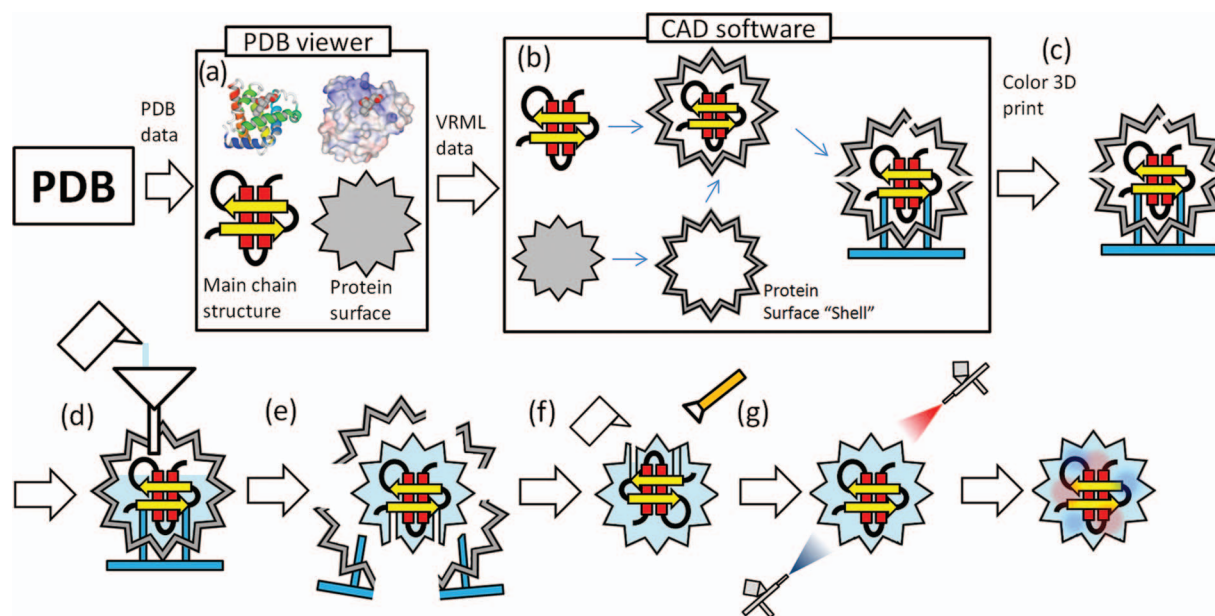 PDB viewer
CAD software
(a)
(b)
(c)
PDB
data
VRML
data
Color 3D
print
PDB
Main chain
structure
Protein
surface
Protein
Surface “Shell”
(d)
(e)
(f)
(g)